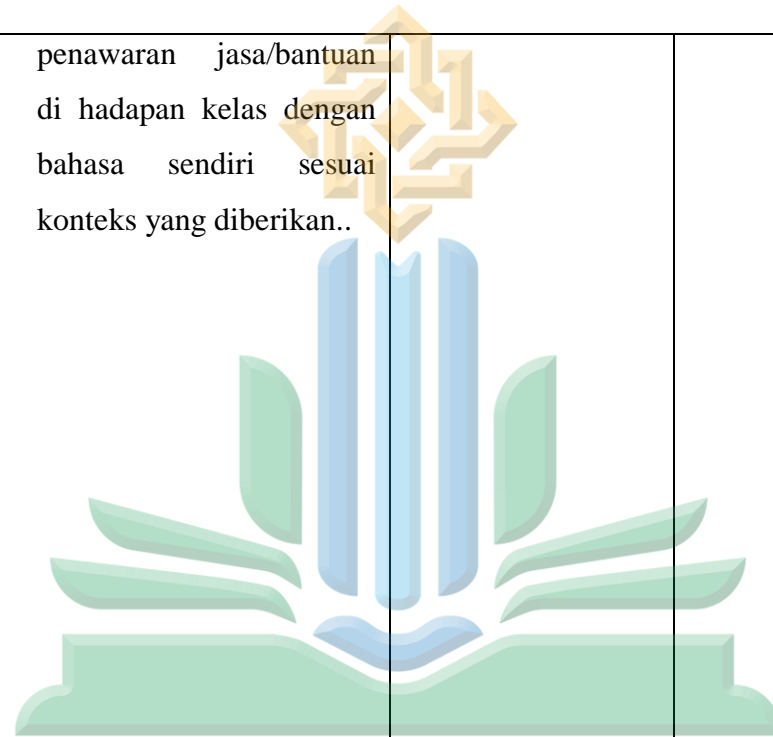 penawaran jasa/bantuan
di hadapan kelas dengan
bahasa sendiri sesuai
konteks yang diberikan..